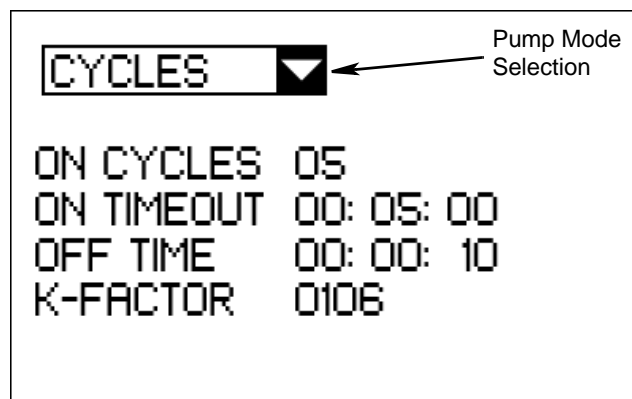 CYCLES
Pump Mode
Selection
ON CYCLES 05
ON TIMEOUT 00: 05: 00
OFF TIME 00: 00: 10
K-FACTOR 0106